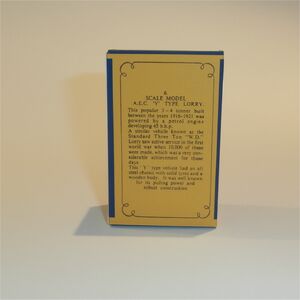 6
SCALE MODEL
A.E.C. 'Y' TYPE LORRY.
This popular 3-4 tonner built
between the years 1916-1921 was
powered by a petrol engine
developing 45 b.h.p.
A similar vehicle known as the
Standard Three Ton "W.D."
Lorry saw active service in the first
world war when 10,000 of these
were made, which was a very con-
siderable achievement for those
days.
This 'Y' type vehicle had an all
steel chassis with solid tyres and a
wooden body. It was well known
for its pulling power and
robust construction.